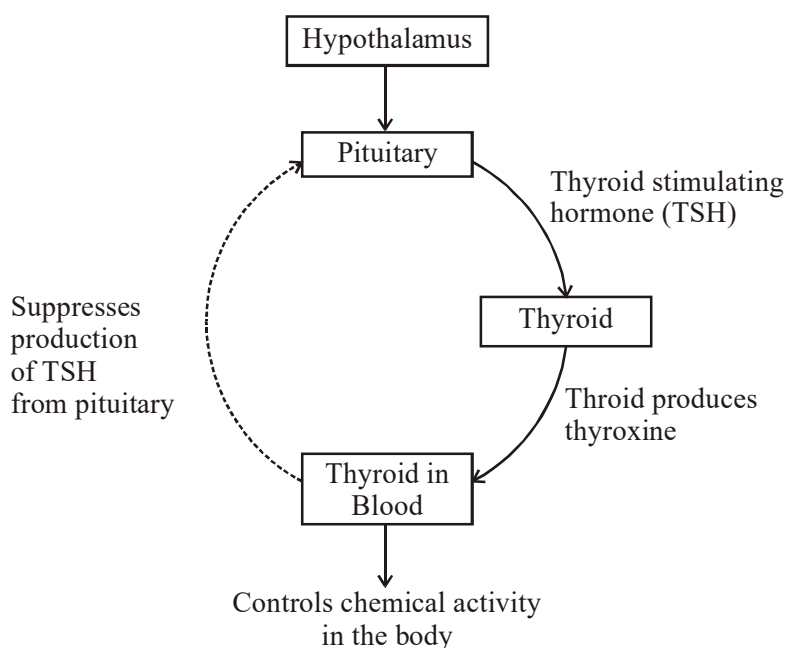 Hypothalamus
Pituitary
Thyroid stimulating
hormone (TSH)
Thyroid
Suppresses
production
of TSH
from pituitary
Throid produces
thyroxine
Thyroid in
Blood
Controls chemical activity
in the body